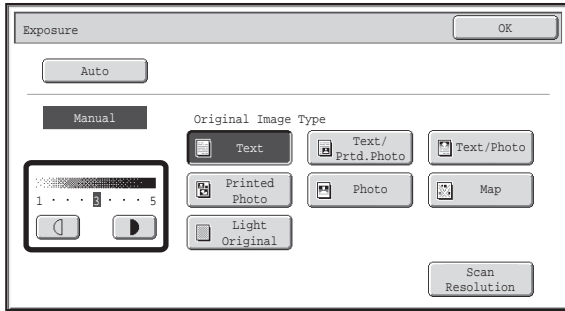 Exposure
OK
Auto
Manual
Original Image Type
Text
Text/
Prtd.Photo
Text/Photo
1 · · · 3 · · · 5
Printed
Photo
Photo
Map
Light
Original
Scan
Resolution